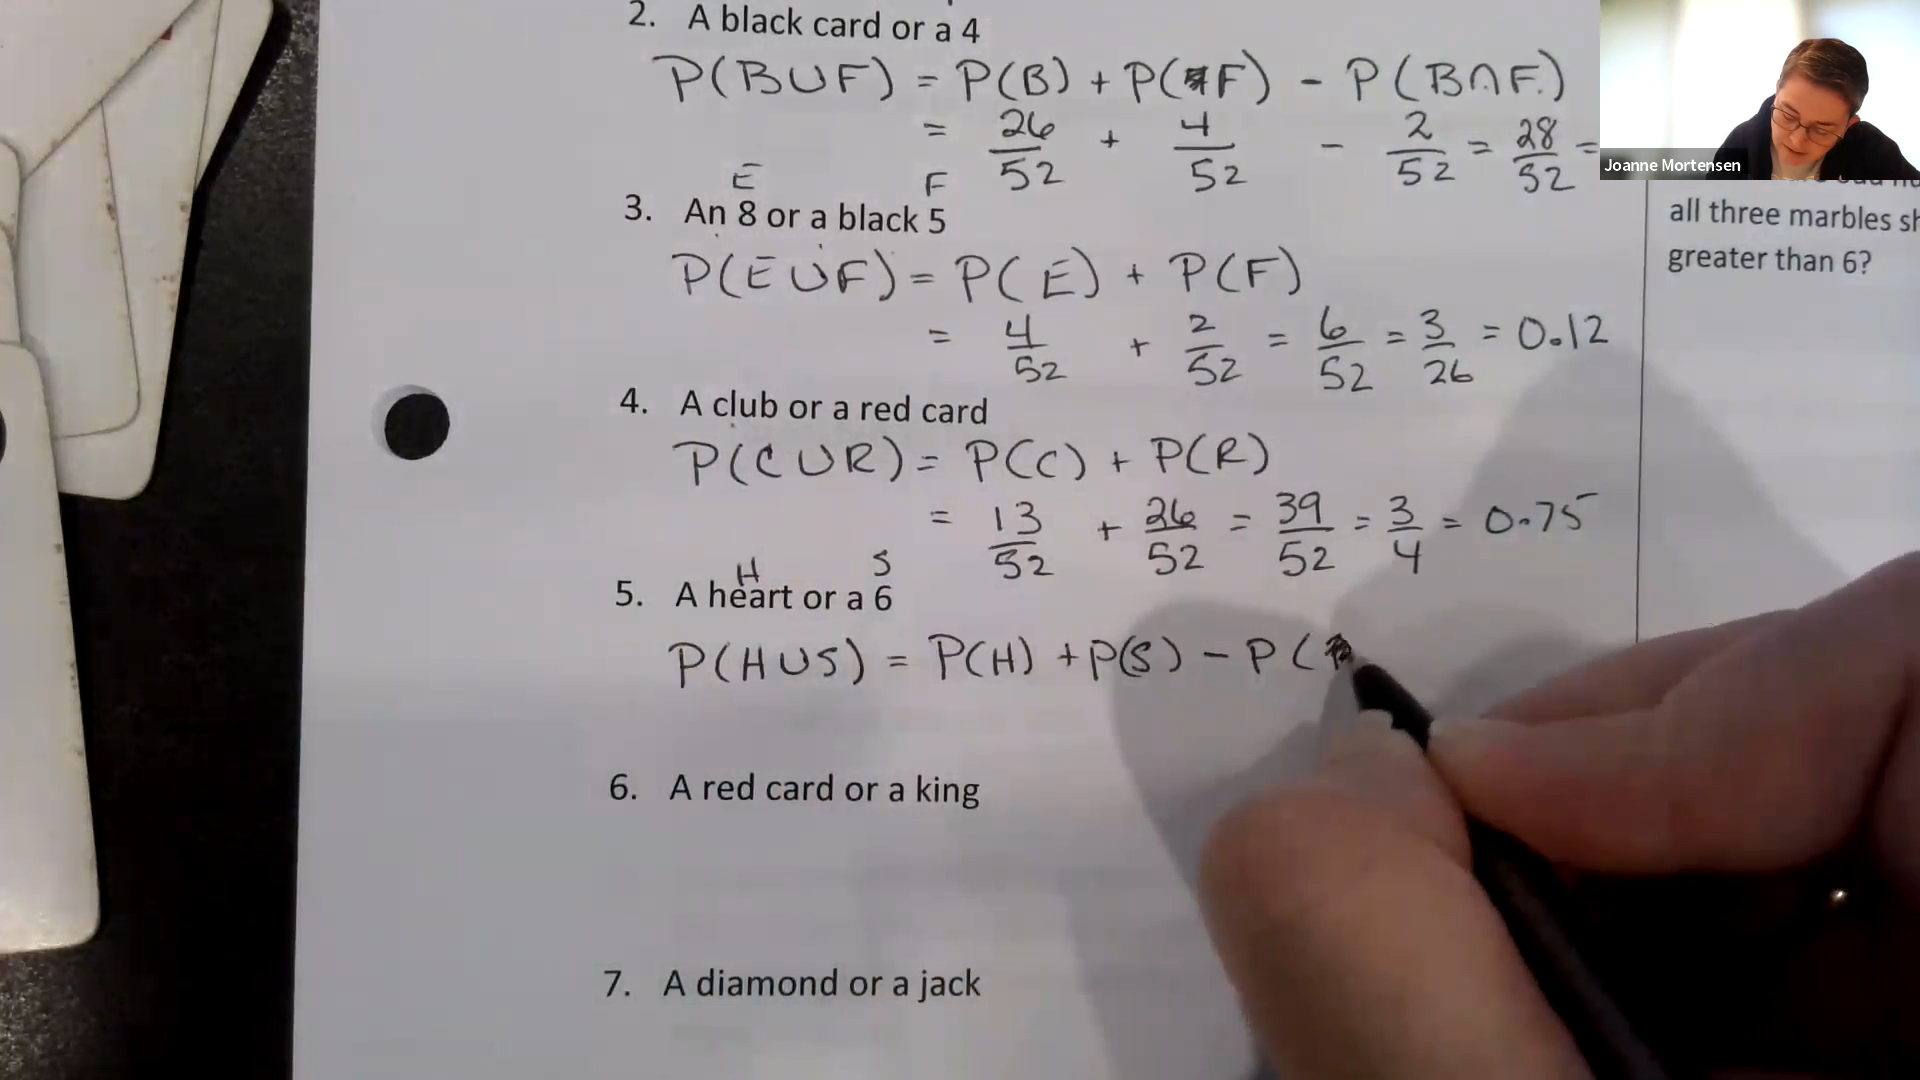 2. A black card or a 4
P(B∪F) = P(B) + P(F) - P(B∩F)
= 26/52 + 4/52 - 2/52 = 28/52 =
Joanne Mortensen
all three marbles sh
greater than 6?
E F
3. An 8 or a black 5
P(E∪F) = P(E) + P(F)
= 4/52 + 2/52 = 6/52 = 3/26 = 0.12
4. A club or a red card
P(C∪R) = P(C) + P(R)
= 13/52 + 26/52 = 39/52 = 3/4 = 0.75
H S
5. A heart or a 6
P(H∪S) = P(H) + P(S) - P(
6. A red card or a king
7. A diamond or a jack